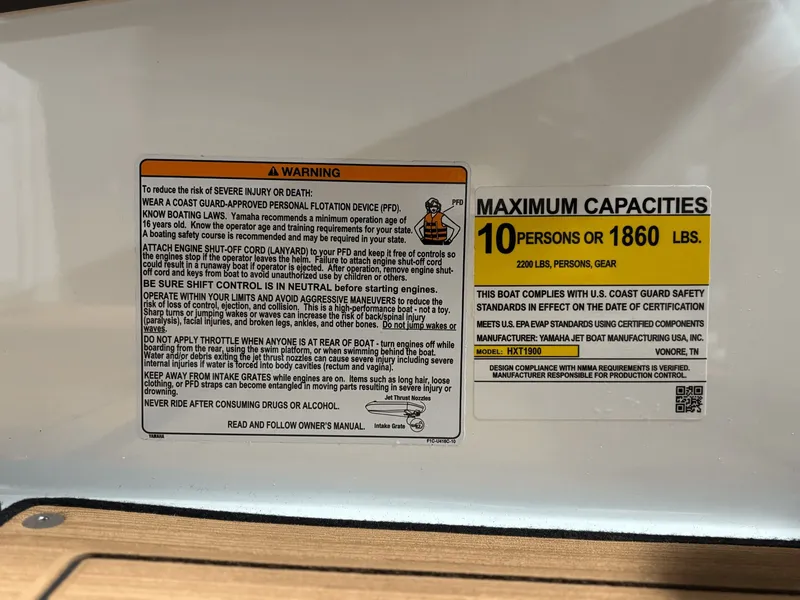 WARNING
To reduce the risk of SEVERE INJURY OR DEATH:
WEAR A COAST GUARD-APPROVED PERSONAL FLOTATION DEVICE (PFD).
PFD
KNOW BOATING LAWS. Yamaha recommends a minimum operation age of
16 years old. Know the operator age and training requirements for your state.
A boating safety course is recommended and may be required in your state.
ATTACH ENGINE SHUT-OFF CORD (LANYARD) to your PFD and keep it free of controls so
the engines stop if the operator leaves the helm. Failure to attach engine shut-off cord
could result in a runaway boat if operator is ejected. After operation, remove engine shut-
off cord and keys from boat to avoid unauthorized use by children or others.
BE SURE SHIFT CONTROL IS IN NEUTRAL before starting engines.
OPERATE WITHIN YOUR LIMITS AND AVOID AGGRESSIVE MANEUVERS to reduce the
risk of loss of control, ejection, and collision. This is a high-performance boat - not a toy.
Sharp turns or jumping wakes or waves can increase the risk of back/spinal injury
(paralysis), facial injuries, and broken legs, ankles, and other bones. Do not jump wakes or
waves.
DO NOT APPLY THROTTLE WHEN ANYONE IS AT REAR OF BOAT - turn engines off while
boarding from the rear, using the swim platform, or when swimming behind the boat.
Water and/or debris exiting the jet thrust nozzles can cause severe injury including severe
internal injuries if water is forced into body cavities (rectum and vagina).
KEEP AWAY FROM INTAKE GRATES while engines are on. Items such as long hair, loose
clothing, or PFD straps can become entangled in moving parts resulting in severe injury or
drowning.
Jet Thrust Nozzles
NEVER RIDE AFTER CONSUMING DRUGS OR ALCOHOL.
READ AND FOLLOW OWNER'S MANUAL.
Intake Grate
YAMAHA
F1C-U416C-10
MAXIMUM CAPACITIES
10 PERSONS OR 1860 LBS.
2200 LBS, PERSONS, GEAR
THIS BOAT COMPLIES WITH U.S. COAST GUARD SAFETY
STANDARDS IN EFFECT ON THE DATE OF CERTIFICATION
MEETS U.S. EPA EVAP STANDARDS USING CERTIFIED COMPONENTS
MANUFACTURER: YAMAHA JET BOAT MANUFACTURING USA, INC.
MODEL: HXT1900
VONORE, TN
DESIGN COMPLIANCE WITH NMMA REQUIREMENTS IS VERIFIED.
MANUFACTURER RESPONSIBLE FOR PRODUCTION CONTROL.